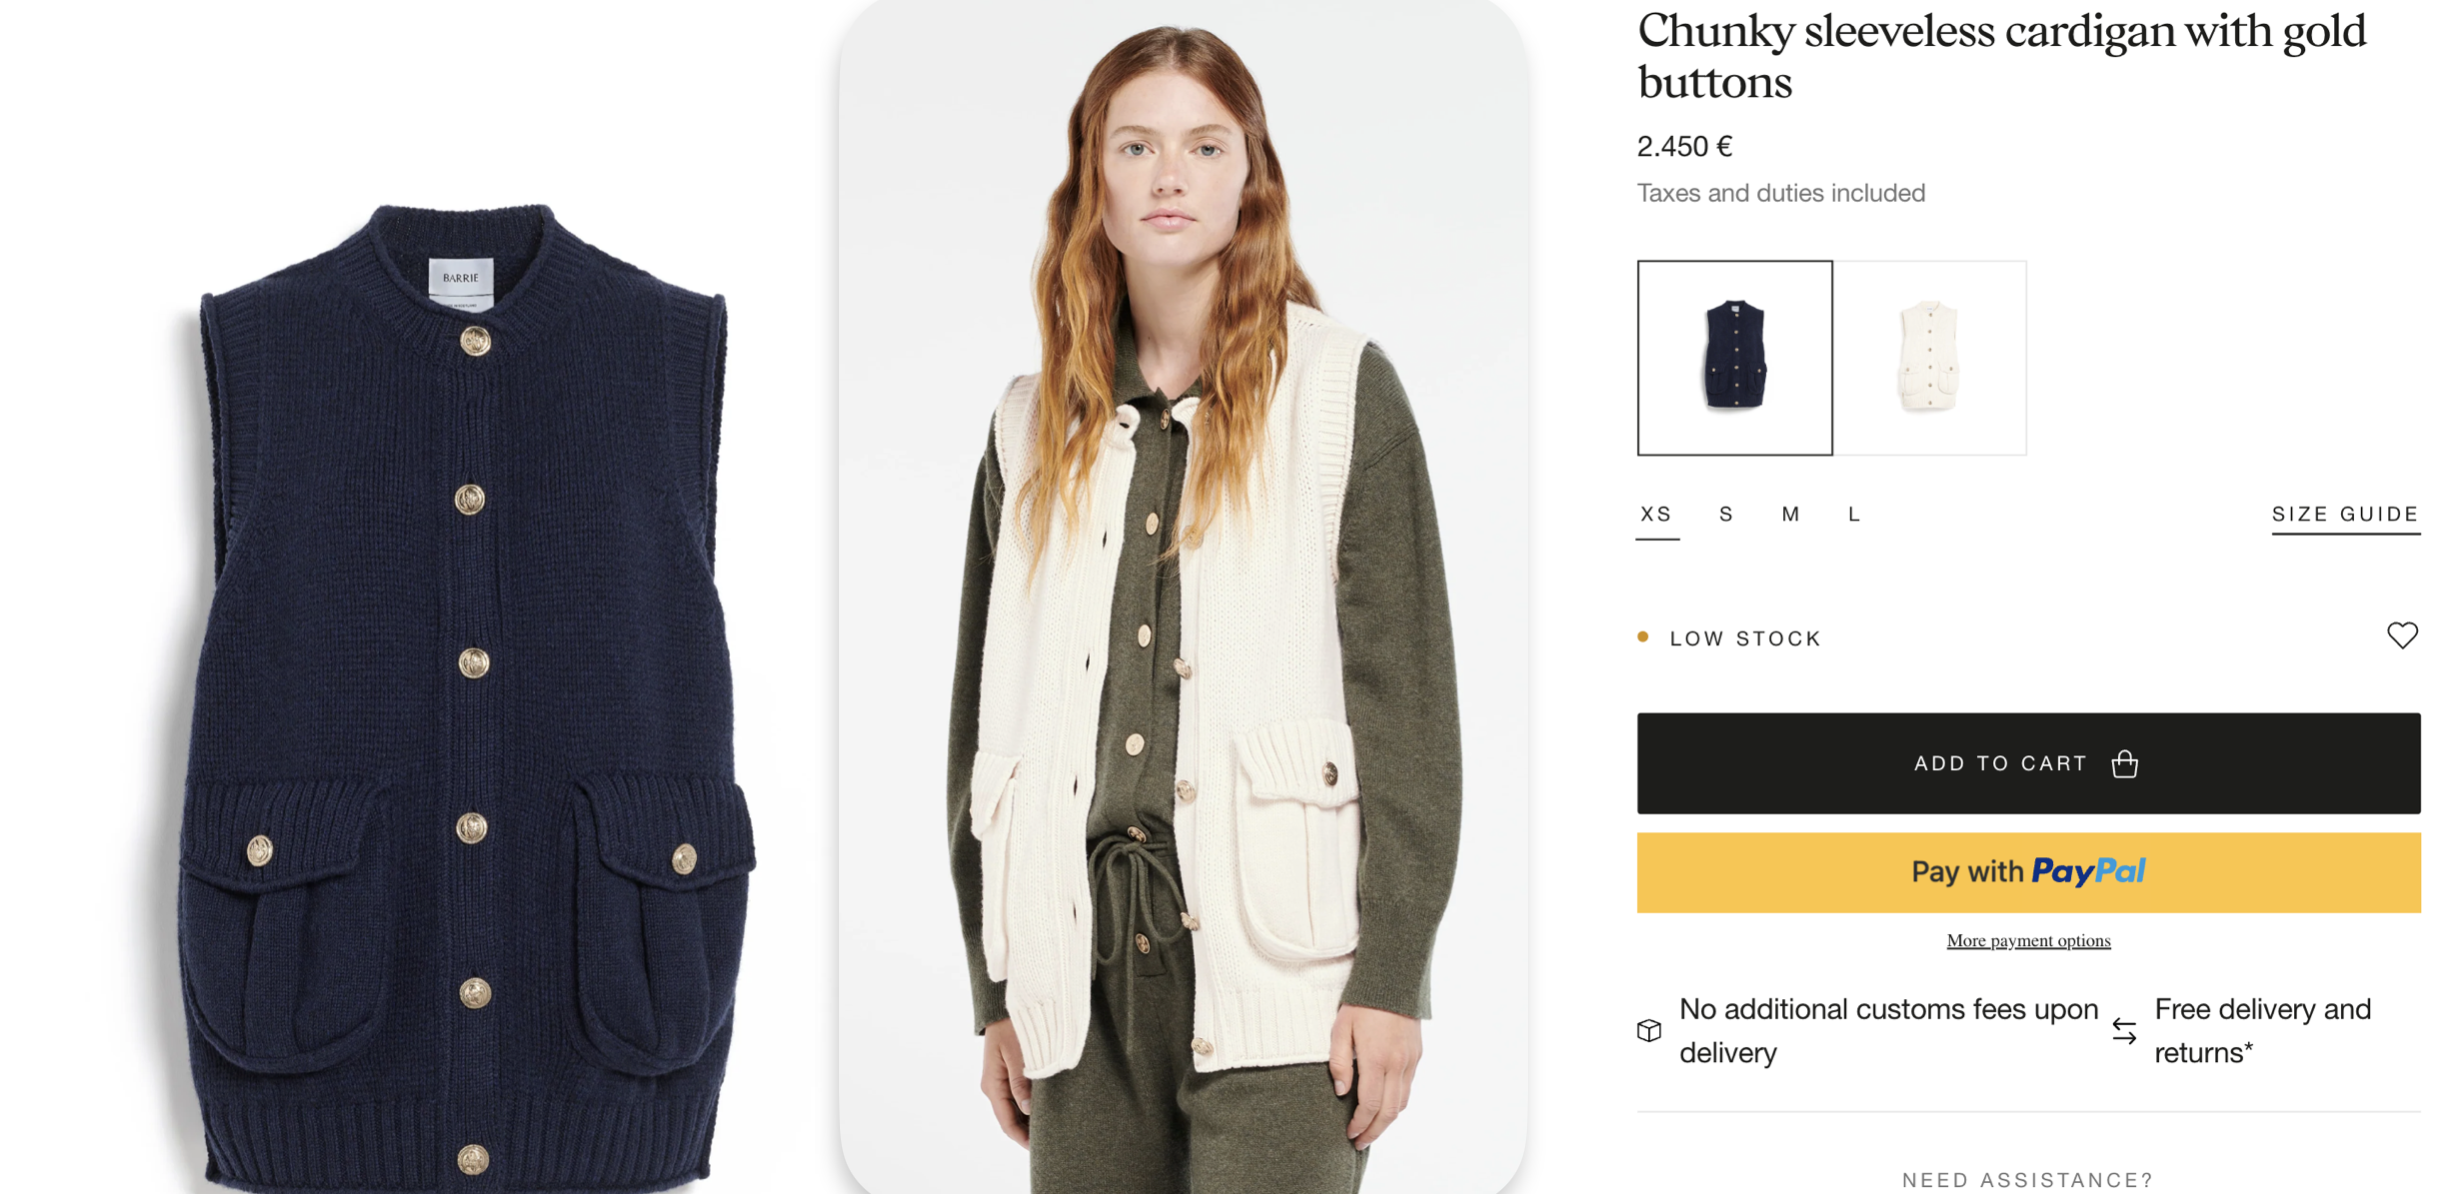 BARRIE
Chunky sleeveless cardigan with gold
buttons
2.450 €
Taxes and duties included
XS S M L
SIZE GUIDE
LOW STOCK
ADD TO CART
Pay with PayPal
More payment options
No additional customs fees upon
delivery
Free delivery and
returns*
NEED ASSISTANCE?